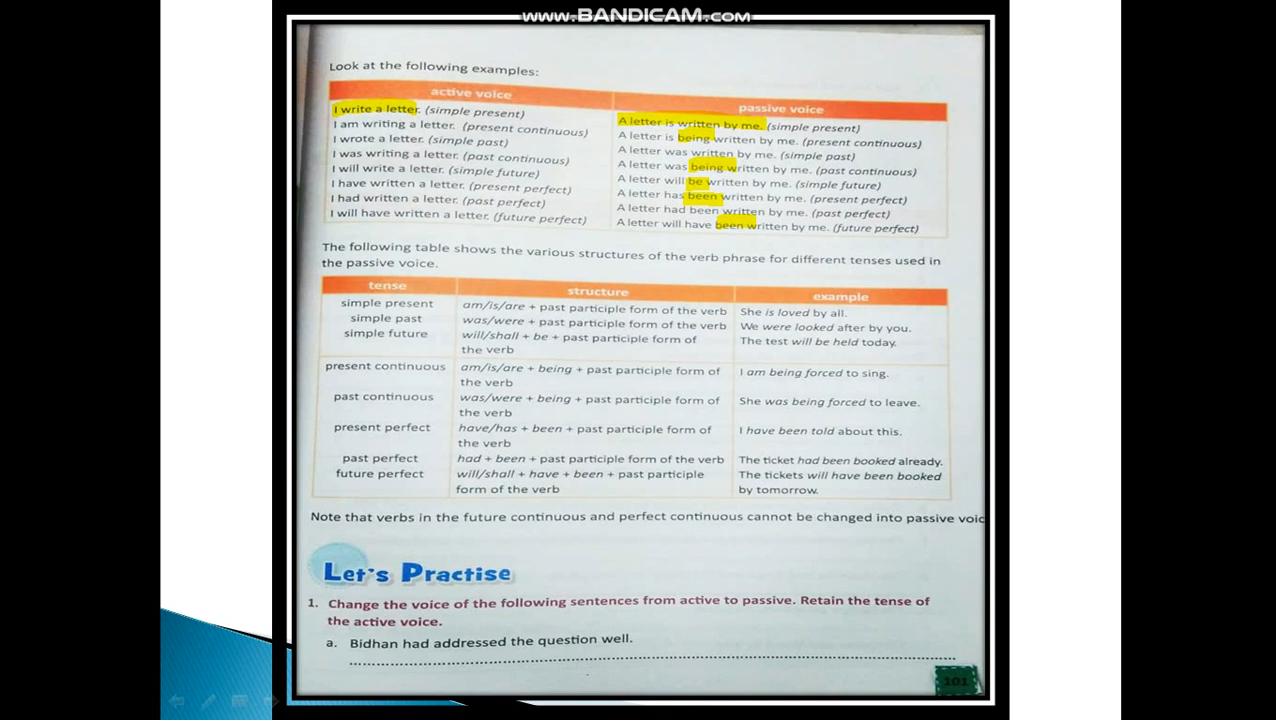 www.BANDICAM.com
Look at the following examples:
active voice
passive voice
I write a letter. (simple present)
A letter is written by me. (simple present)
I am writing a letter. (present continuous)
A letter is being written by me. (present continuous)
I wrote a letter. (simple past)
A letter was written by me. (simple past)
I was writing a letter. (past continuous)
A letter was being written by me. (past continuous)
I will write a letter. (simple future)
A letter will be written by me. (simple future)
I have written a letter. (present perfect)
A letter has been written by me. (present perfect)
I had written a letter. (past perfect)
A letter had been written by me. (past perfect)
I will have written a letter. (future perfect)
A letter will have been written by me. (future perfect)
The following table shows the various structures of the verb phrase for different tenses used in
the passive voice.
tense
structure
example
simple present
am/is/are + past participle form of the verb
She is loved by all.
simple past
was/were + past participle form of the verb
We were looked after by you.
simple future
will/shall + be + past participle form of
the verb
The test will be held today.
present continuous
am/is/are + being + past participle form of
the verb
I am being forced to sing.
past continuous
was/were + being + past participle form of
the verb
She was being forced to leave.
present perfect
have/has + been + past participle form of
the verb
I have been told about this.
past perfect
had + been + past participle form of the verb
The ticket had been booked already.
future perfect
will/shall + have + been + past participle
form of the verb
The tickets will have been booked
by tomorrow.
Note that verbs in the future continuous and perfect continuous cannot be changed into passive voic
Let's Practise
1. Change the voice of the following sentences from active to passive. Retain the tense of
the active voice.
a. Bidhan had addressed the question well.
101